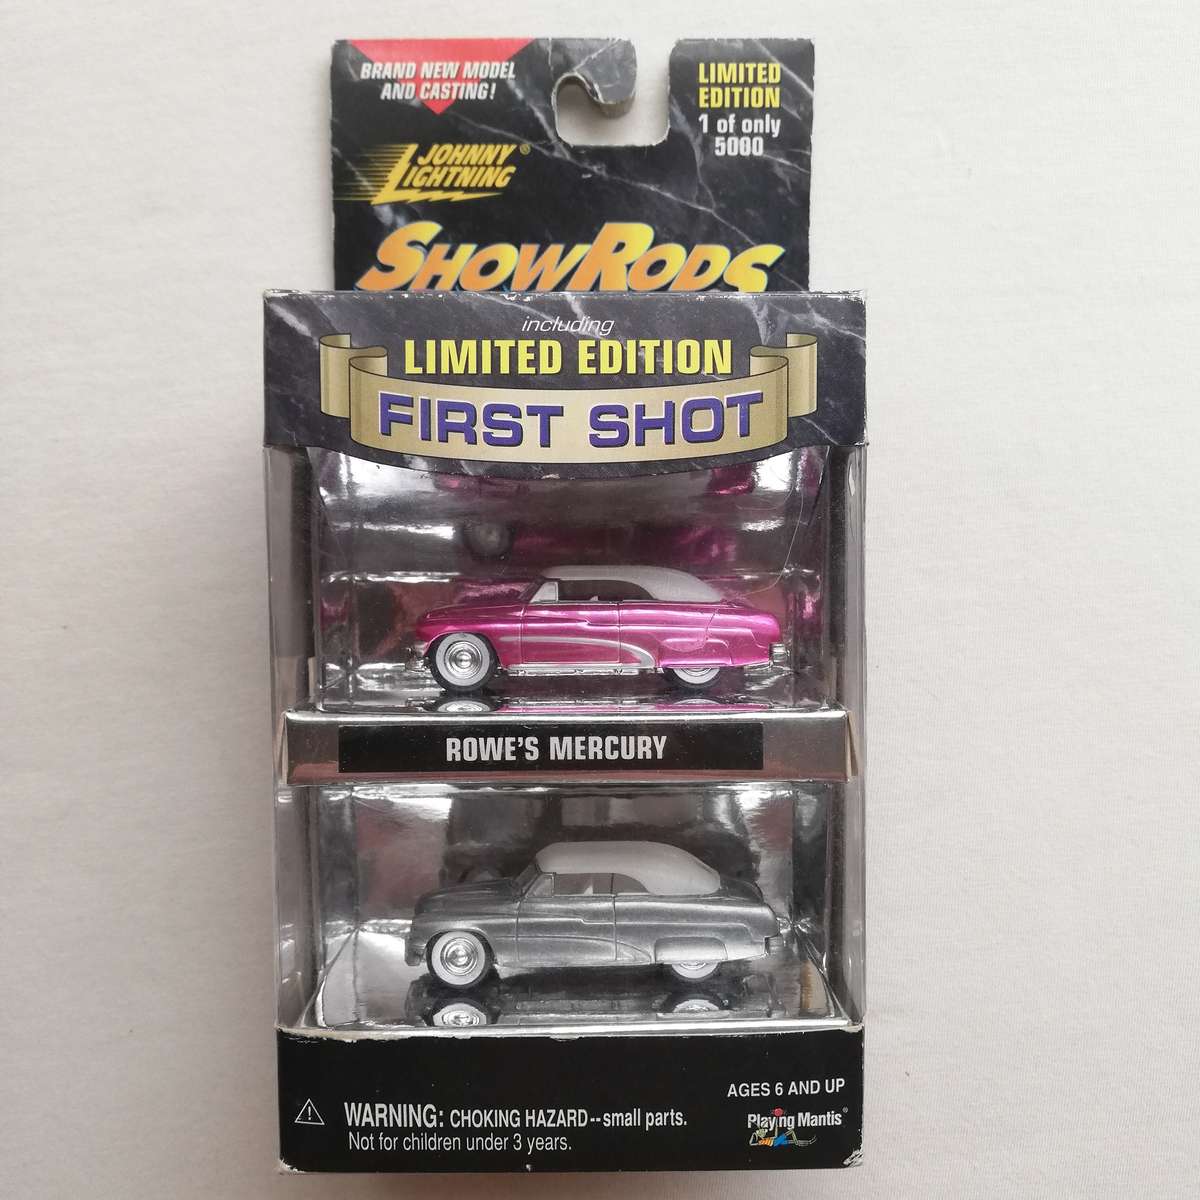 BRAND NEW MODEL
AND CASTING!
LIMITED
EDITION
1 of only
5000
JOHNNY
LIGHTNING®
SHOWRODS
including
LIMITED EDITION
FIRST SHOT
ROWE'S MERCURY
AGES 6 AND UP
WARNING: CHOKING HAZARD--small parts.
Not for children under 3 years.
Playing Mantis®